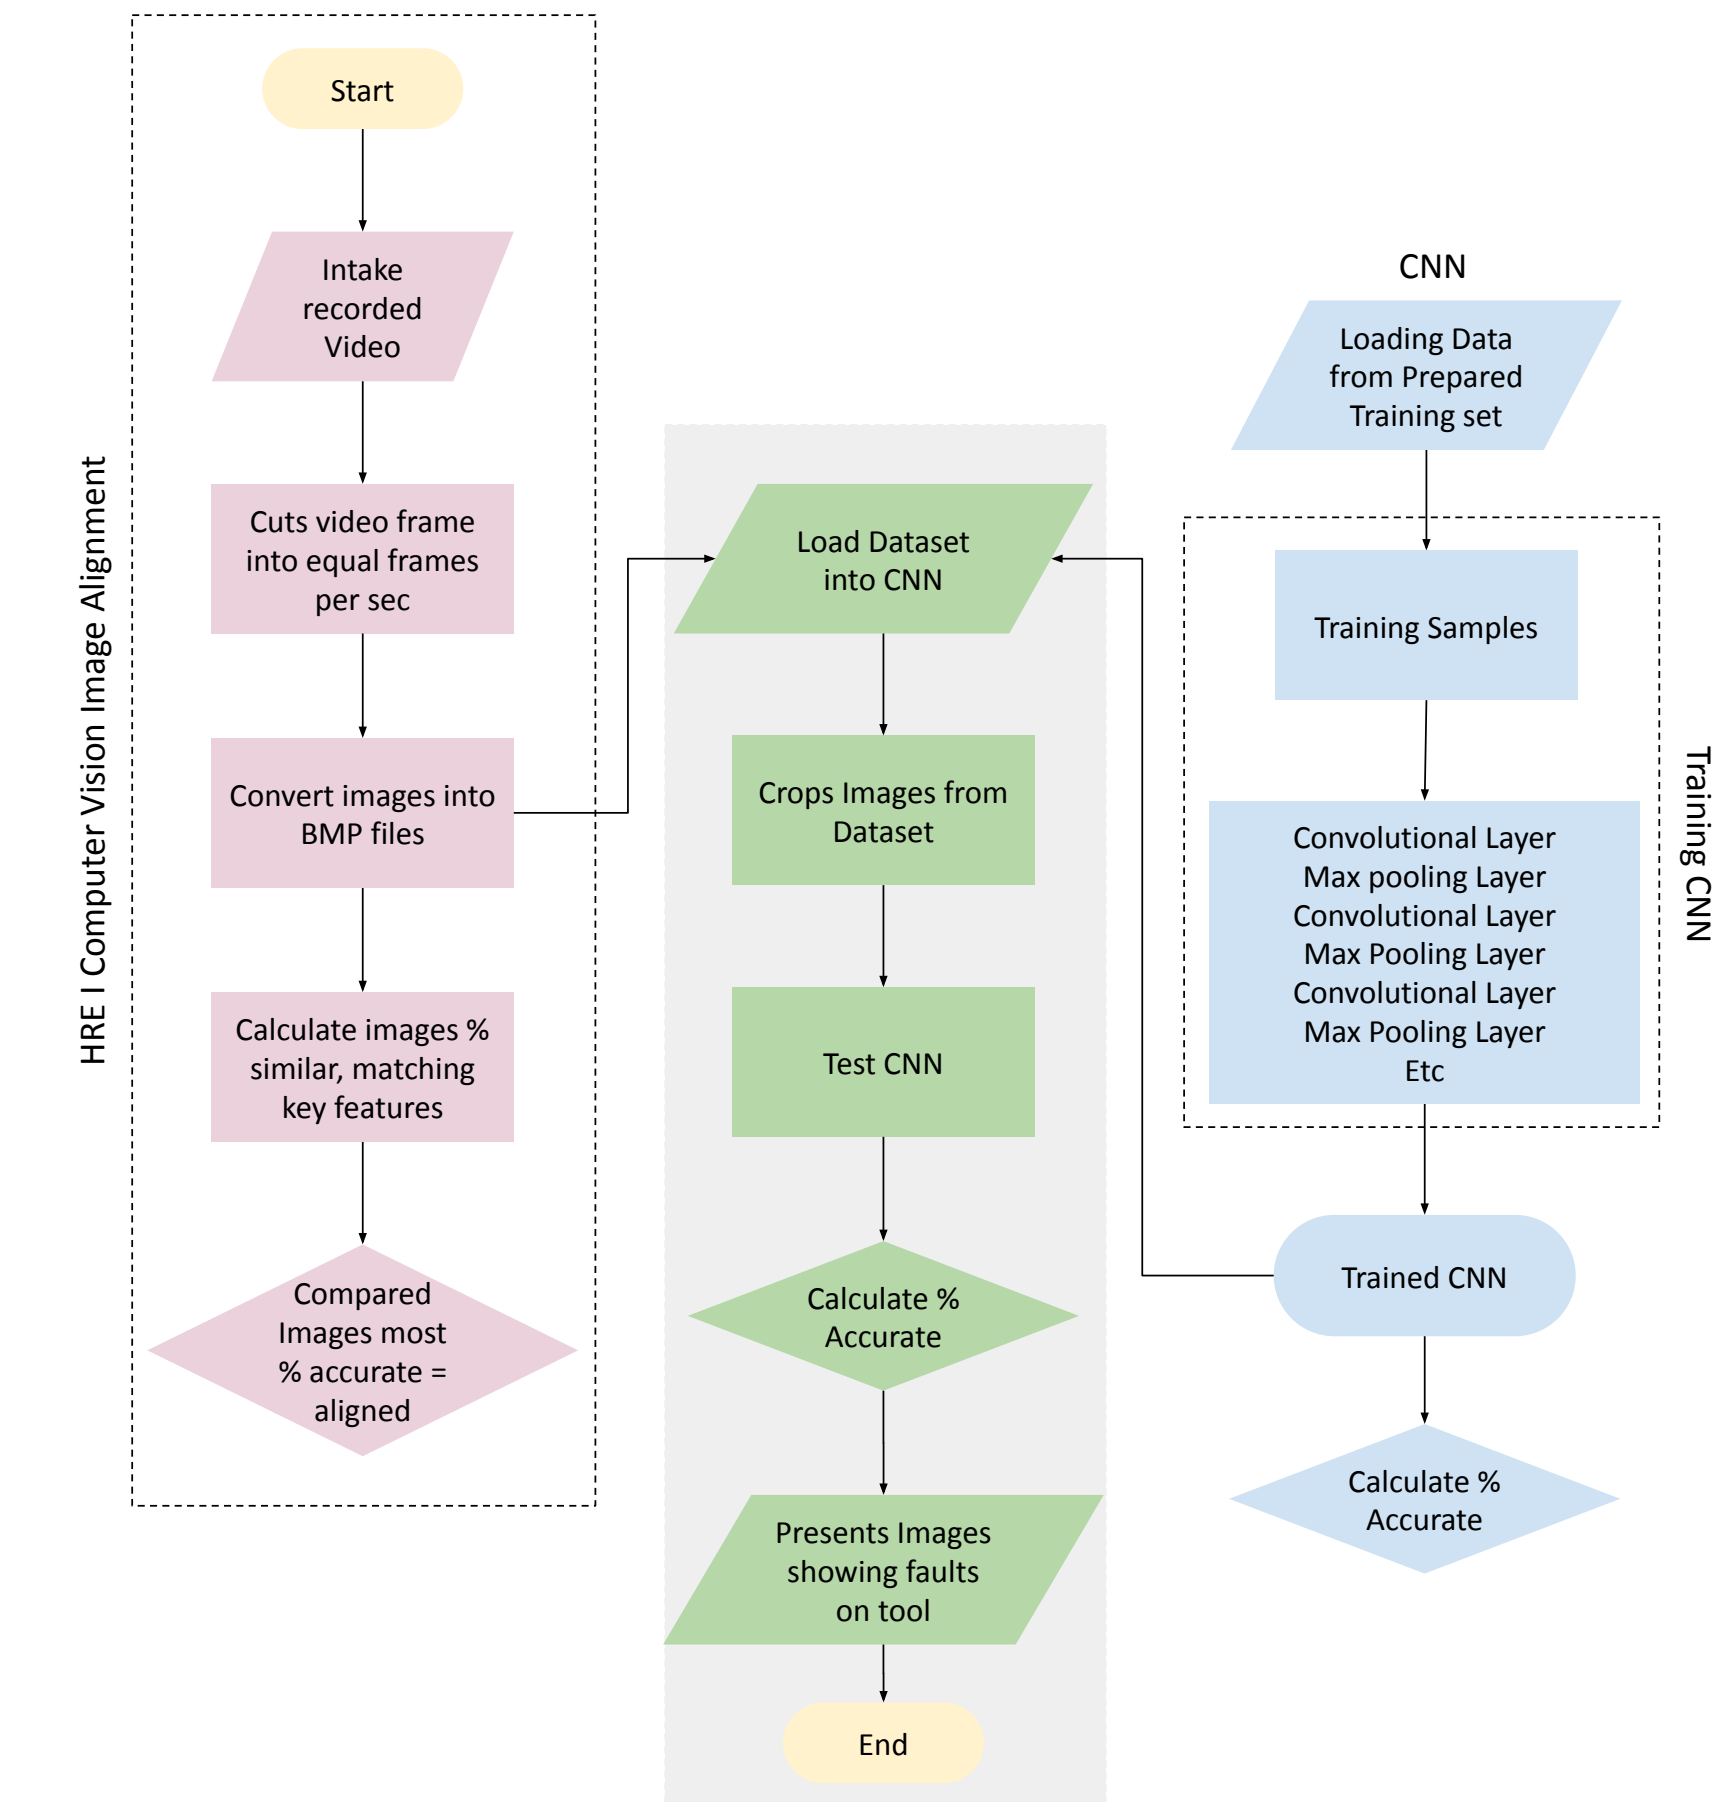 HRE I Computer Vision Image Alignment
Start
Intake
recorded
Video
Cuts video frame
into equal frames
per sec
Convert images into
BMP files
Calculate images %
similar, matching
key features
Compared
Images most
% accurate =
aligned
Load Dataset
into CNN
Crops Images from
Dataset
Test CNN
Calculate %
Accurate
Presents Images
showing faults
on tool
End
CNN
Loading Data
from Prepared
Training set
Training CNN
Training Samples
Convolutional Layer
Max pooling Layer
Convolutional Layer
Max Pooling Layer
Convolutional Layer
Max Pooling Layer
Etc
Trained CNN
Calculate %
Accurate